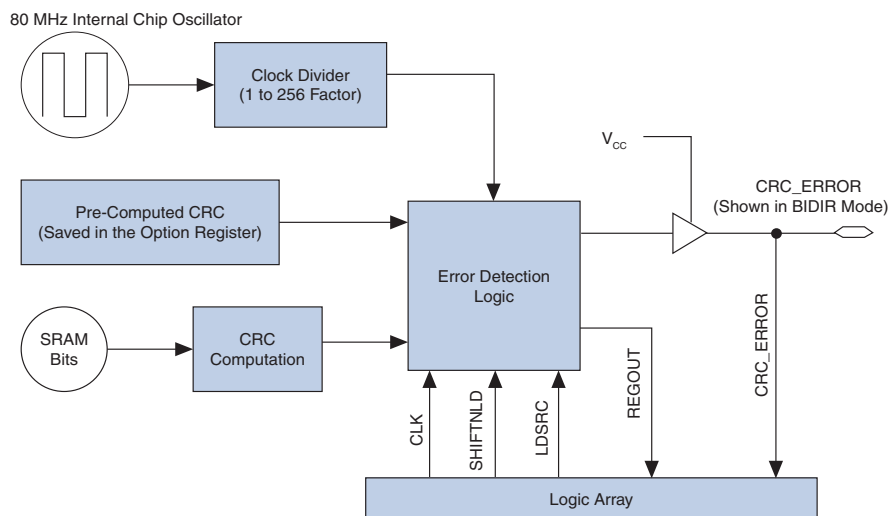 80 MHz Internal Chip Oscillator
Clock Divider
(1 to 256 Factor)
V_CC
CRC_ERROR
(Shown in BIDIR Mode)
Pre-Computed CRC
(Saved in the Option Register)
Error Detection
Logic
SRAM
Bits
CRC
Computation
CLK
SHIFTNLD
LDSRC
REGOUT
CRC_ERROR
Logic Array